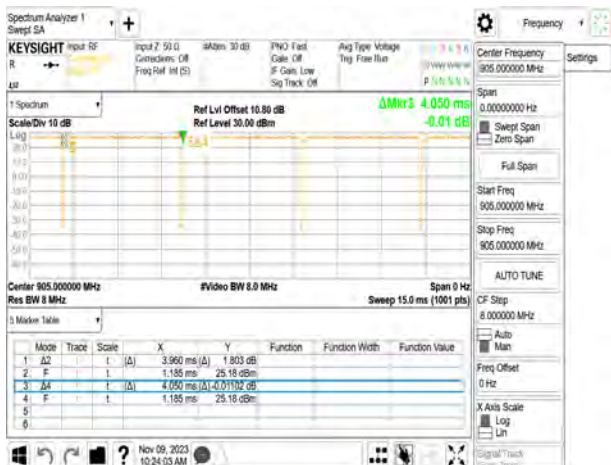 Spectrum Analyzer 1
Swept SA
Frequency
Settings
KEYSIGHT Input: RF
R
Input Z: 50 Ω
Corrections: Off
Freq Ref: Int (S)
#Atten: 30 dB
PNO: Fast
Gate: Off
IF Gain: Low
Sig Track: Off
Avg Type: Voltage
Trig: Free Run
P N N N N N
1 Spectrum
Scale/Div 10 dB
Log
Ref Lvl Offset 10.80 dB
Ref Level 30.00 dBm
ΔMkr3 4.050 ms
-0.01 dB
Center 905.000000 MHz
Res BW 8 MHz
#Video BW 8.0 MHz
Span 0 Hz
Sweep 15.0 ms (1001 pts)
5 Marker Table
Mode Trace Scale X Y Function Function Width Function Value
1 Δ2 t (Δ) 3.960 ms (Δ) 1.803 dB
2 F t 1.185 ms 25.18 dBm
3 Δ4 t (Δ) 4.050 ms (Δ) -0.01102 dB
4 F t 1.185 ms 25.18 dBm
5
6
Nov 09, 2023
10:24:03 AM
Center Frequency
905.000000 MHz
Span
0.00000000 Hz
Swept Span
Zero Span
Full Span
Start Freq
905.000000 MHz
Stop Freq
905.000000 MHz
AUTO TUNE
CF Step
8.000000 MHz
Auto
Man
Freq Offset
0 Hz
X Axis Scale
Log
Lin
Signal Track